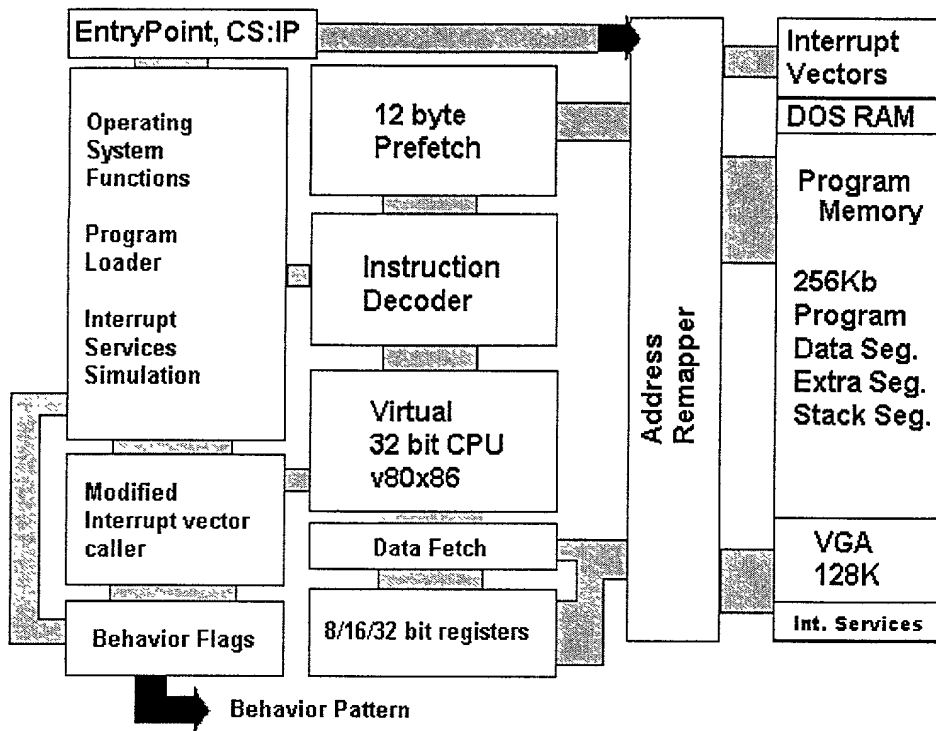 EntryPoint, CS:IP
Operating
System
Functions
Program
Loader
Interrupt
Services
Simulation
Modified
Interrupt vector
caller
Behavior Flags
Behavior Pattern
12 byte
Prefetch
Instruction
Decoder
Virtual
32 bit CPU
v80x86
Data Fetch
8/16/32 bit registers
Address
Remapper
Interrupt
Vectors
DOS RAM
Program
Memory
256Kb
Program
Data Seg.
Extra Seg.
Stack Seg.
VGA
128K
Int. Services